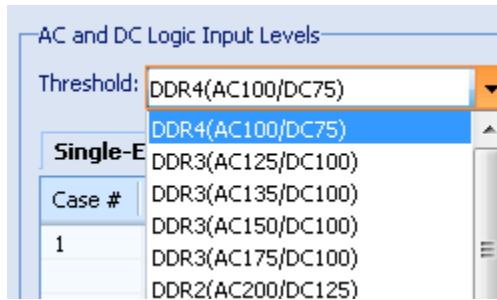 AC and DC Logic Input Levels
Threshold: DDR4(AC100/DC75)
DDR4(AC100/DC75)
Single-E
DDR3(AC125/DC100)
Case #
DDR3(AC135/DC100)
DDR3(AC150/DC100)
1
DDR3(AC175/DC100)
DDR2(AC200/DC125)